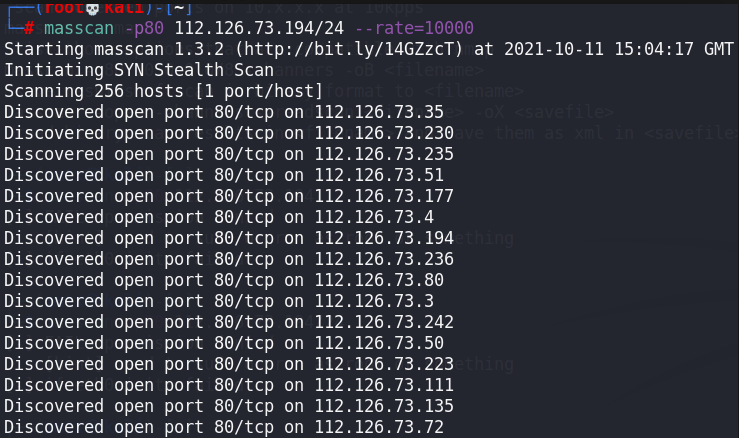 ┌──(root💀kali)-[~]
└─# masscan -p80 112.126.73.194/24 --rate=10000
Starting masscan 1.3.2 (http://bit.ly/14GZzcT) at 2021-10-11 15:04:17 GMT
Initiating SYN Stealth Scan
Scanning 256 hosts [1 port/host]
Discovered open port 80/tcp on 112.126.73.35
Discovered open port 80/tcp on 112.126.73.230
Discovered open port 80/tcp on 112.126.73.235
Discovered open port 80/tcp on 112.126.73.51
Discovered open port 80/tcp on 112.126.73.177
Discovered open port 80/tcp on 112.126.73.4
Discovered open port 80/tcp on 112.126.73.194
Discovered open port 80/tcp on 112.126.73.236
Discovered open port 80/tcp on 112.126.73.80
Discovered open port 80/tcp on 112.126.73.3
Discovered open port 80/tcp on 112.126.73.242
Discovered open port 80/tcp on 112.126.73.50
Discovered open port 80/tcp on 112.126.73.223
Discovered open port 80/tcp on 112.126.73.111
Discovered open port 80/tcp on 112.126.73.135
Discovered open port 80/tcp on 112.126.73.72